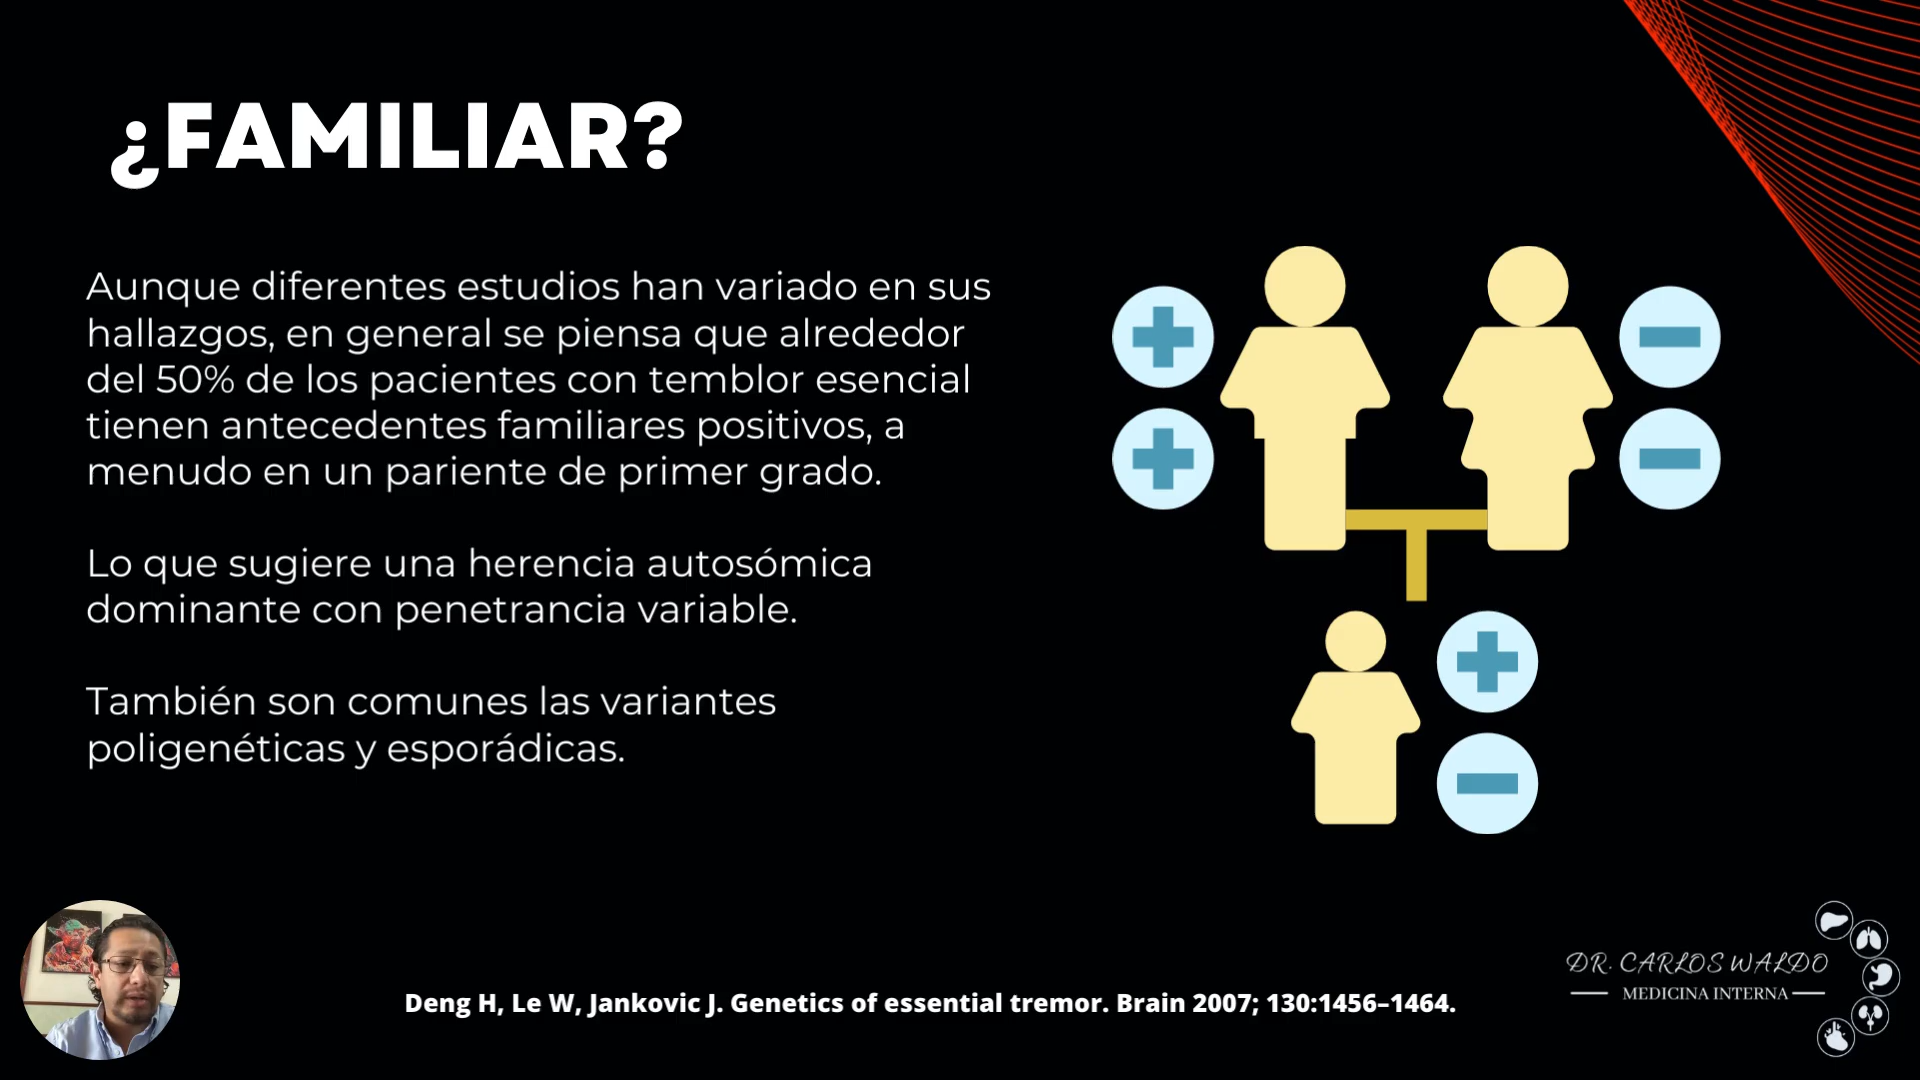 ¿FAMILIAR?
Aunque diferentes estudios han variado en sus
hallazgos, en general se piensa que alrededor
del 50% de los pacientes con temblor esencial
tienen antecedentes familiares positivos, a
menudo en un pariente de primer grado.
Lo que sugiere una herencia autosómica
dominante con penetrancia variable.
También son comunes las variantes
poligenéticas y esporádicas.
Deng H, Le W, Jankovic J. Genetics of essential tremor. Brain 2007; 130:1456–1464.
DR. CARLOS WALDO
MEDICINA INTERNA